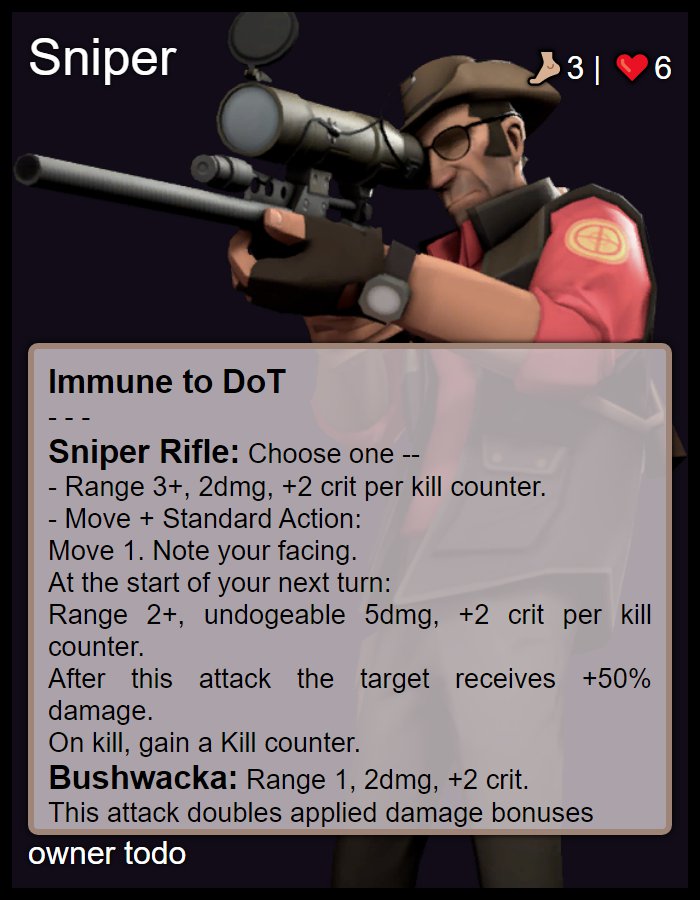 Sniper
3 | 6
Immune to DoT
- - -
Sniper Rifle: Choose one --
- Range 3+, 2dmg, +2 crit per kill counter.
- Move + Standard Action:
Move 1. Note your facing.
At the start of your next turn:
Range 2+, undogeable 5dmg, +2 crit per kill
counter.
After this attack the target receives +50%
damage.
On kill, gain a Kill counter.
Bushwacka: Range 1, 2dmg, +2 crit.
This attack doubles applied damage bonuses
owner todo